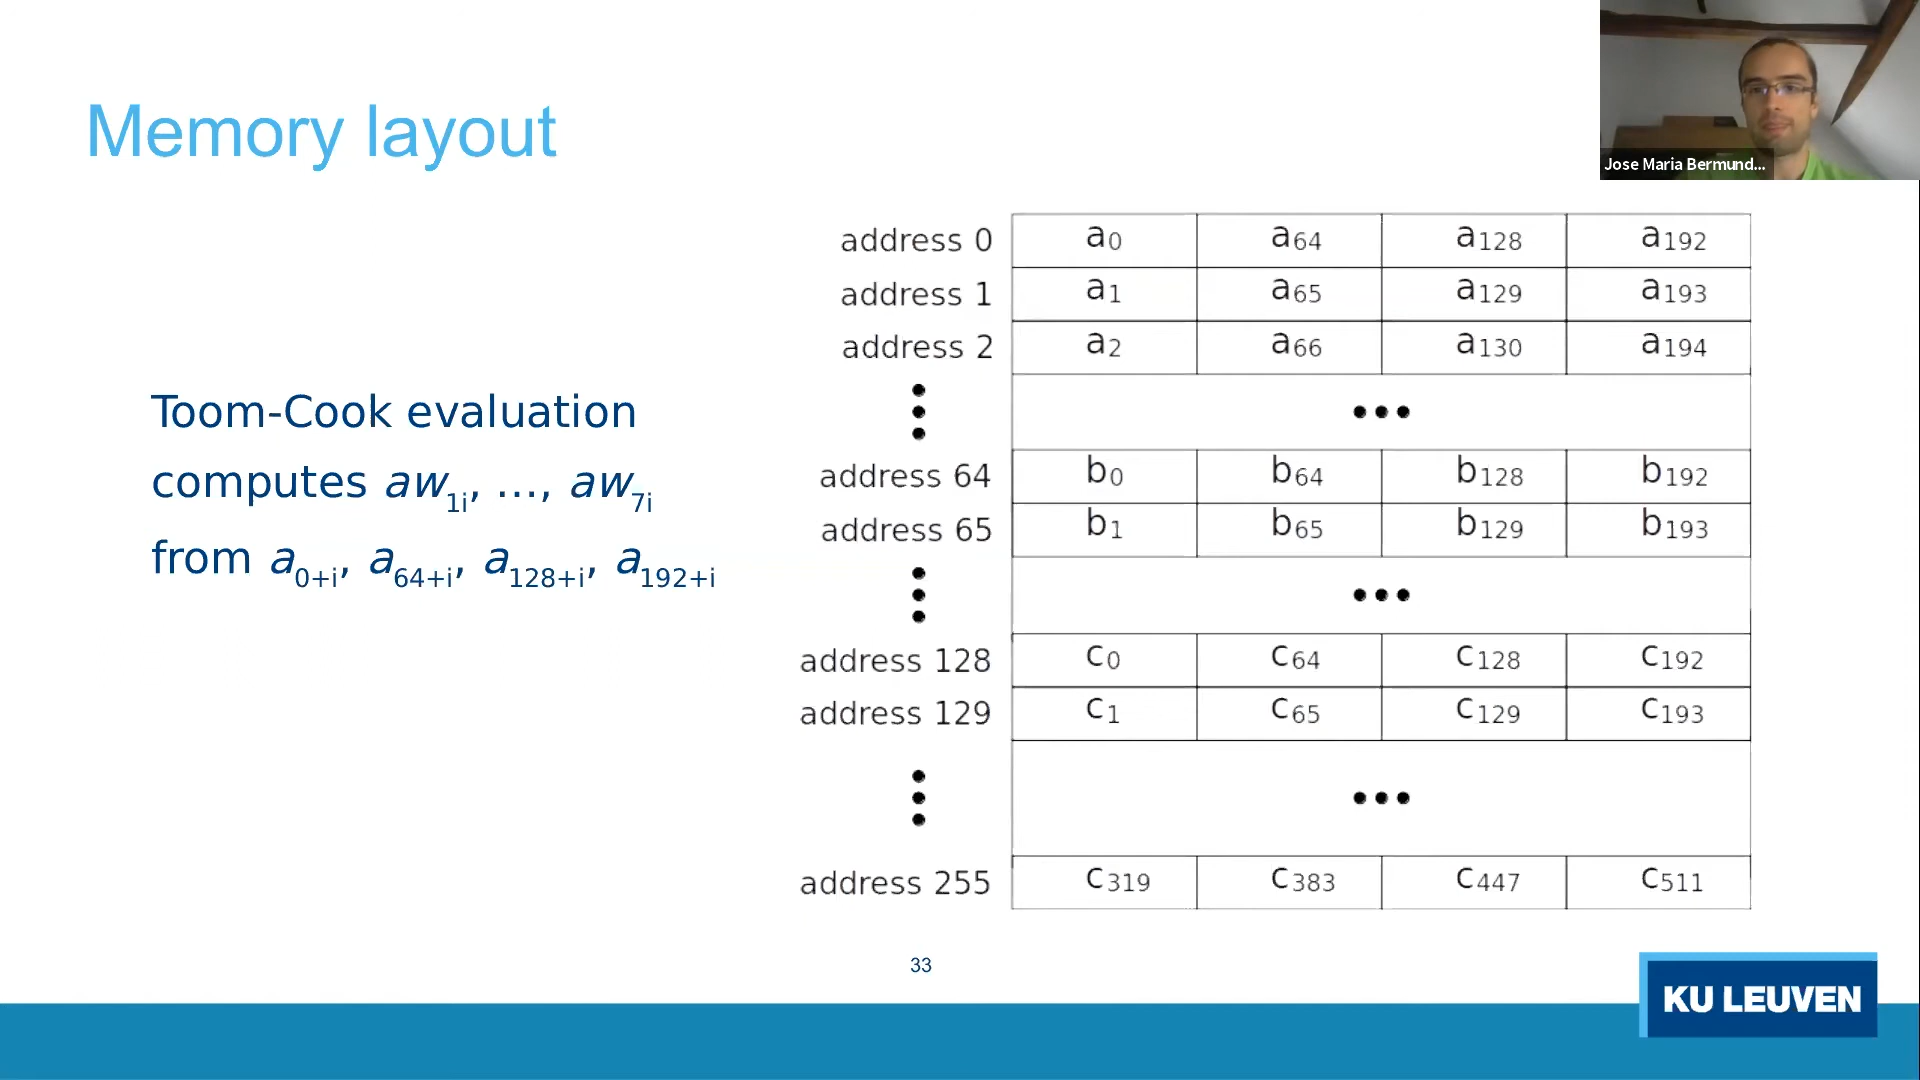 Jose Maria Bermund...
Memory layout
Toom-Cook evaluation
computes aw1i, ..., aw7i
from a0+i, a64+i, a128+i, a192+i
address 0 a0 a64 a128 a192
address 1 a1 a65 a129 a193
address 2 a2 a66 a130 a194
address 64 b0 b64 b128 b192
address 65 b1 b65 b129 b193
address 128 c0 c64 c128 c192
address 129 c1 c65 c129 c193
address 255 c319 c383 c447 c511
33
KU LEUVEN